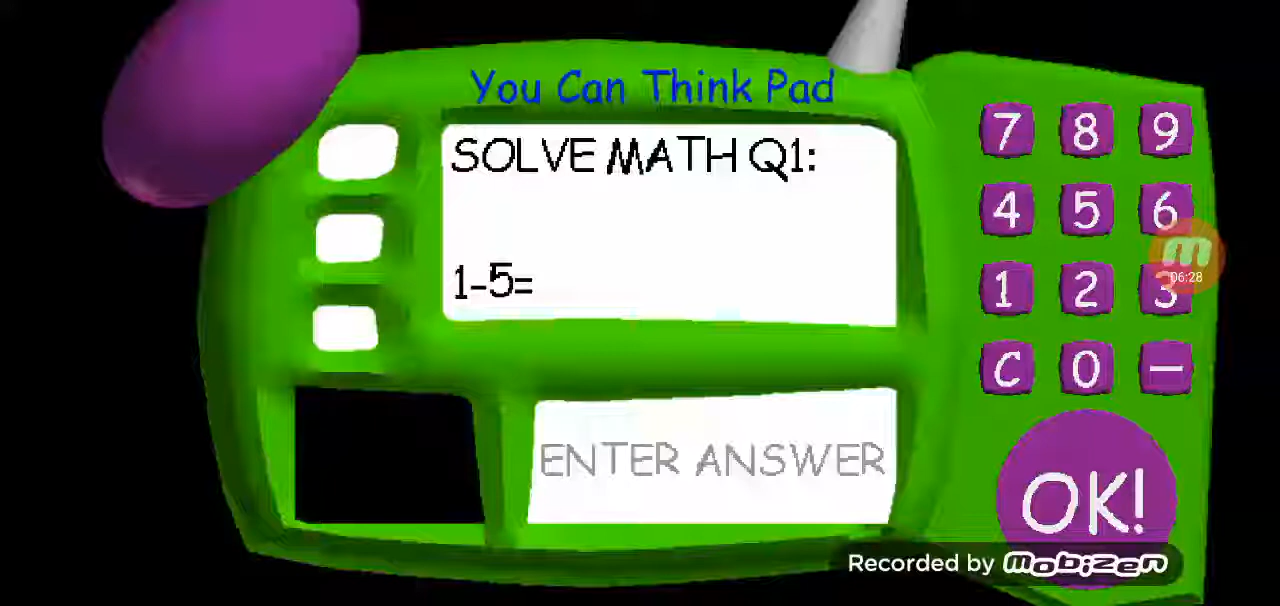 You Can Think Pad
SOLVE MATH Q1:
1-5=
ENTER ANSWER
7 8 9
4 5 6
1 2 3
C 0 —
OK!
06:28
Recorded by mobizen